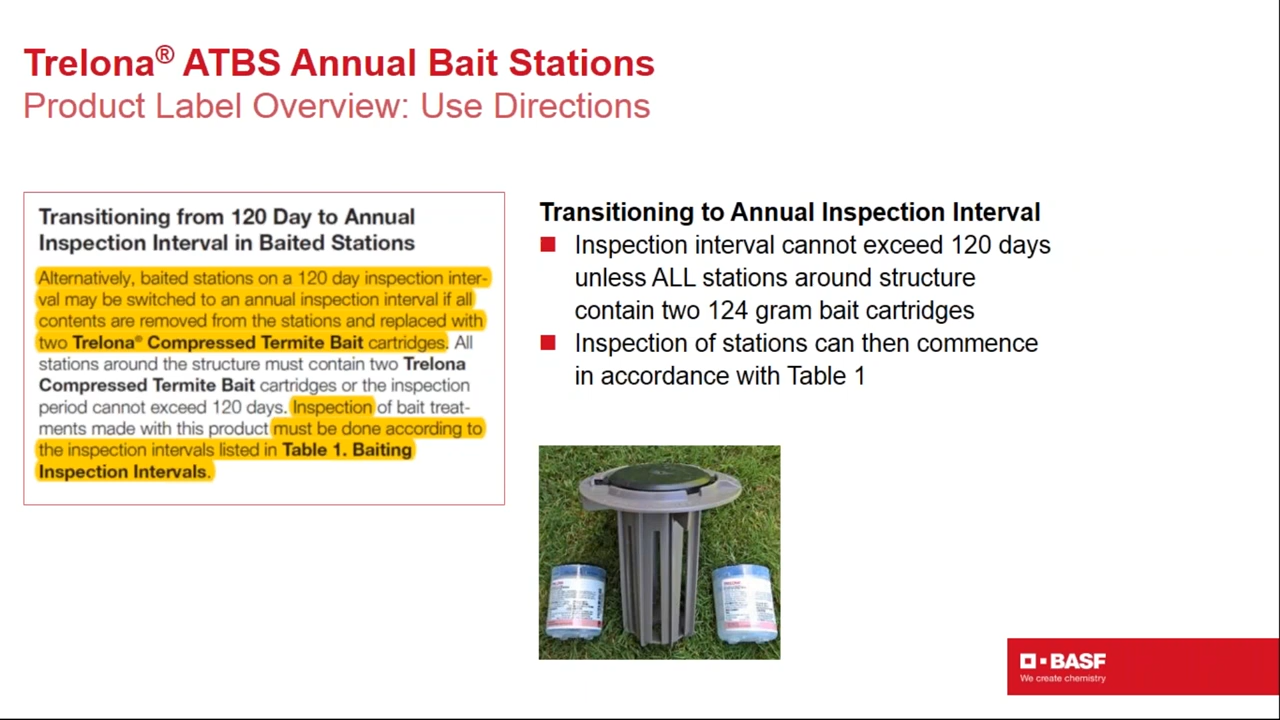 Trelona® ATBS Annual Bait Stations
Product Label Overview: Use Directions
Transitioning from 120 Day to Annual
Inspection Interval in Baited Stations
Alternatively, baited stations on a 120 day inspection inter-
val may be switched to an annual inspection interval if all
contents are removed from the stations and replaced with
two Trelona® Compressed Termite Bait cartridges. All
stations around the structure must contain two Trelona
Compressed Termite Bait cartridges or the inspection
period cannot exceed 120 days. Inspection of bait treat-
ments made with this product must be done according to
the inspection intervals listed in Table 1. Baiting
Inspection Intervals.
Transitioning to Annual Inspection Interval
Inspection interval cannot exceed 120 days
unless ALL stations around structure
contain two 124 gram bait cartridges
Inspection of stations can then commence
in accordance with Table 1
BASF
We create chemistry